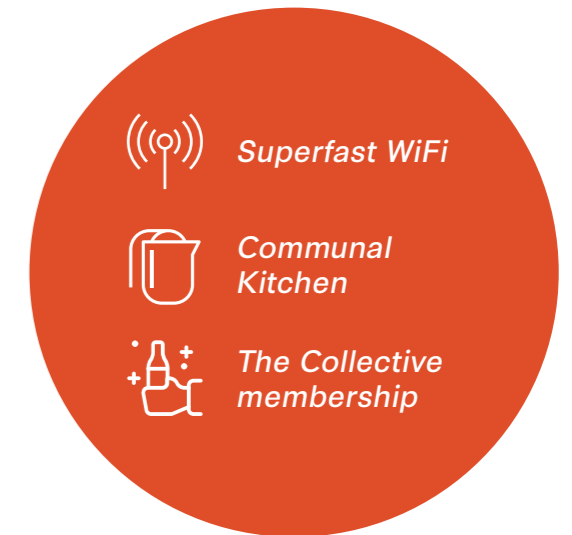 Superfast WiFi
Communal
Kitchen
The Collective
membership